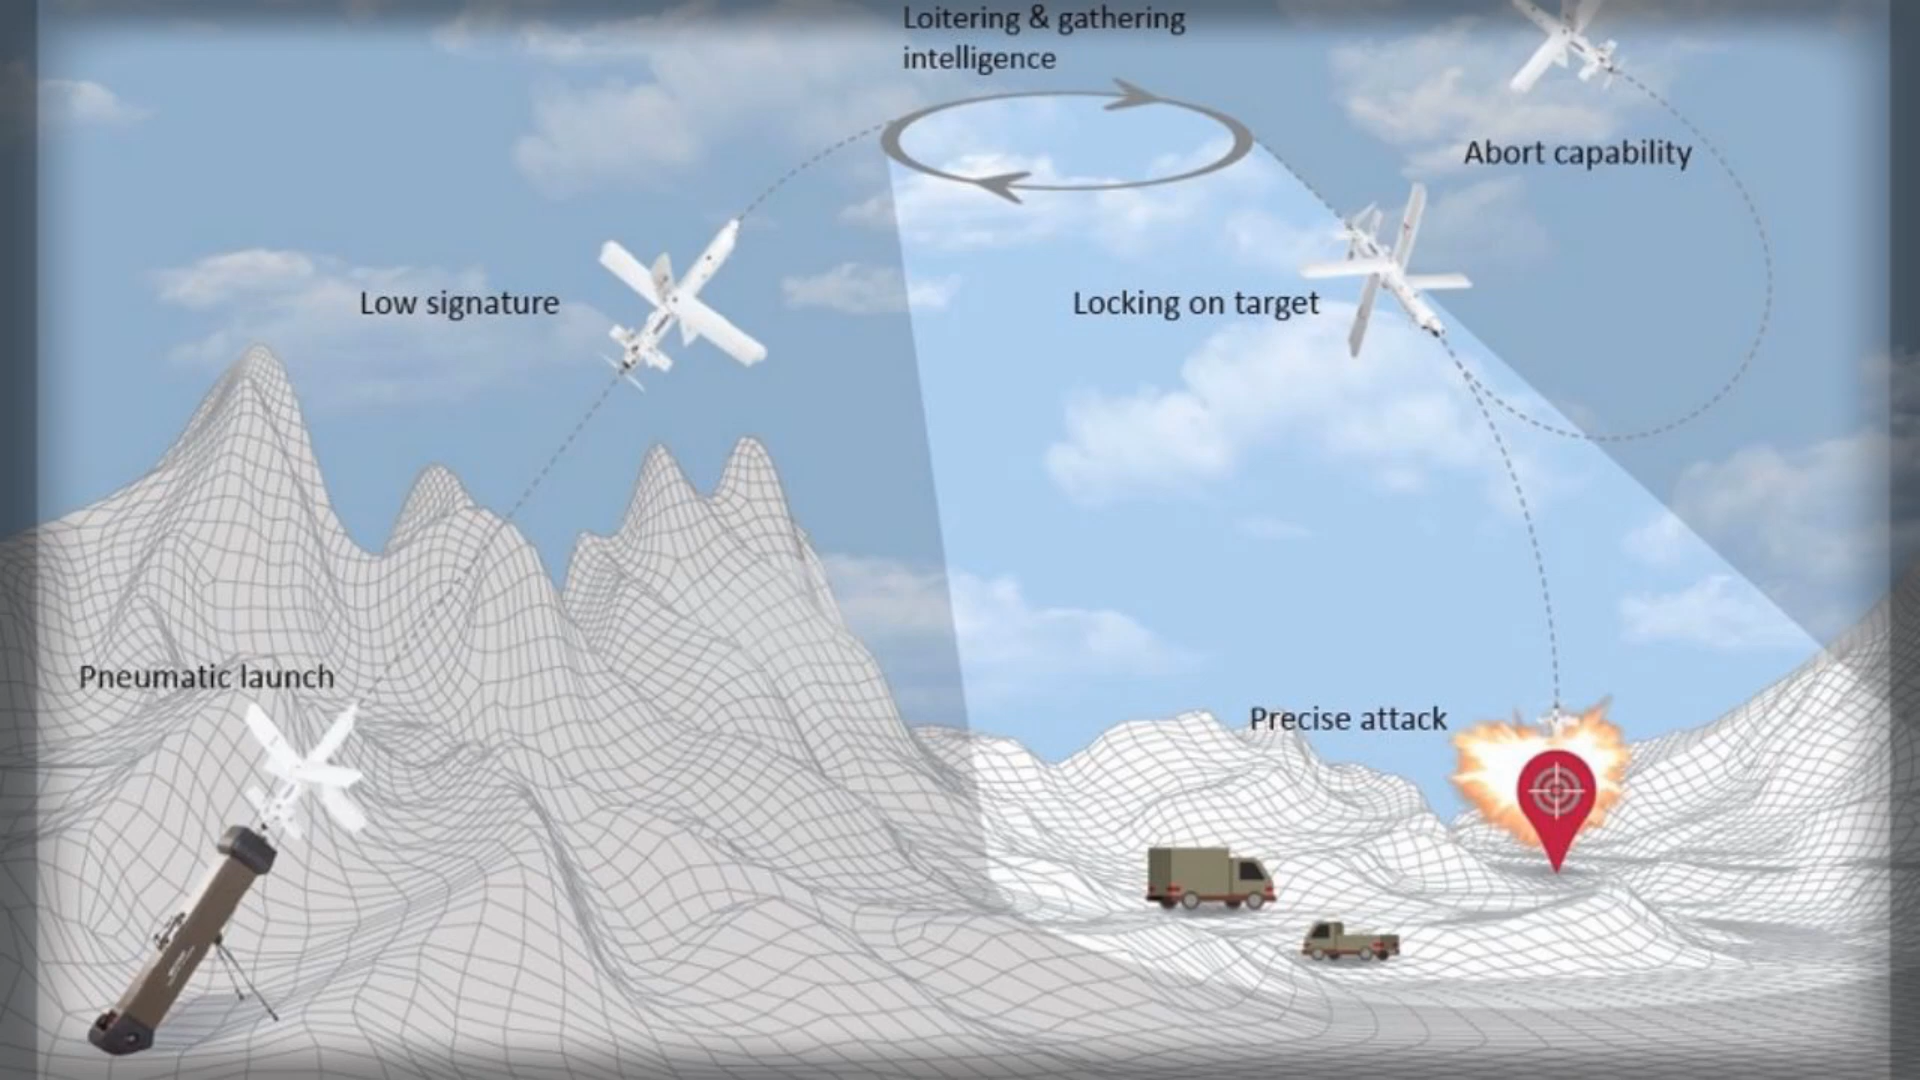 Loitering & gathering
intelligence
Abort capability
Low signature
Locking on target
Pneumatic launch
Precise attack